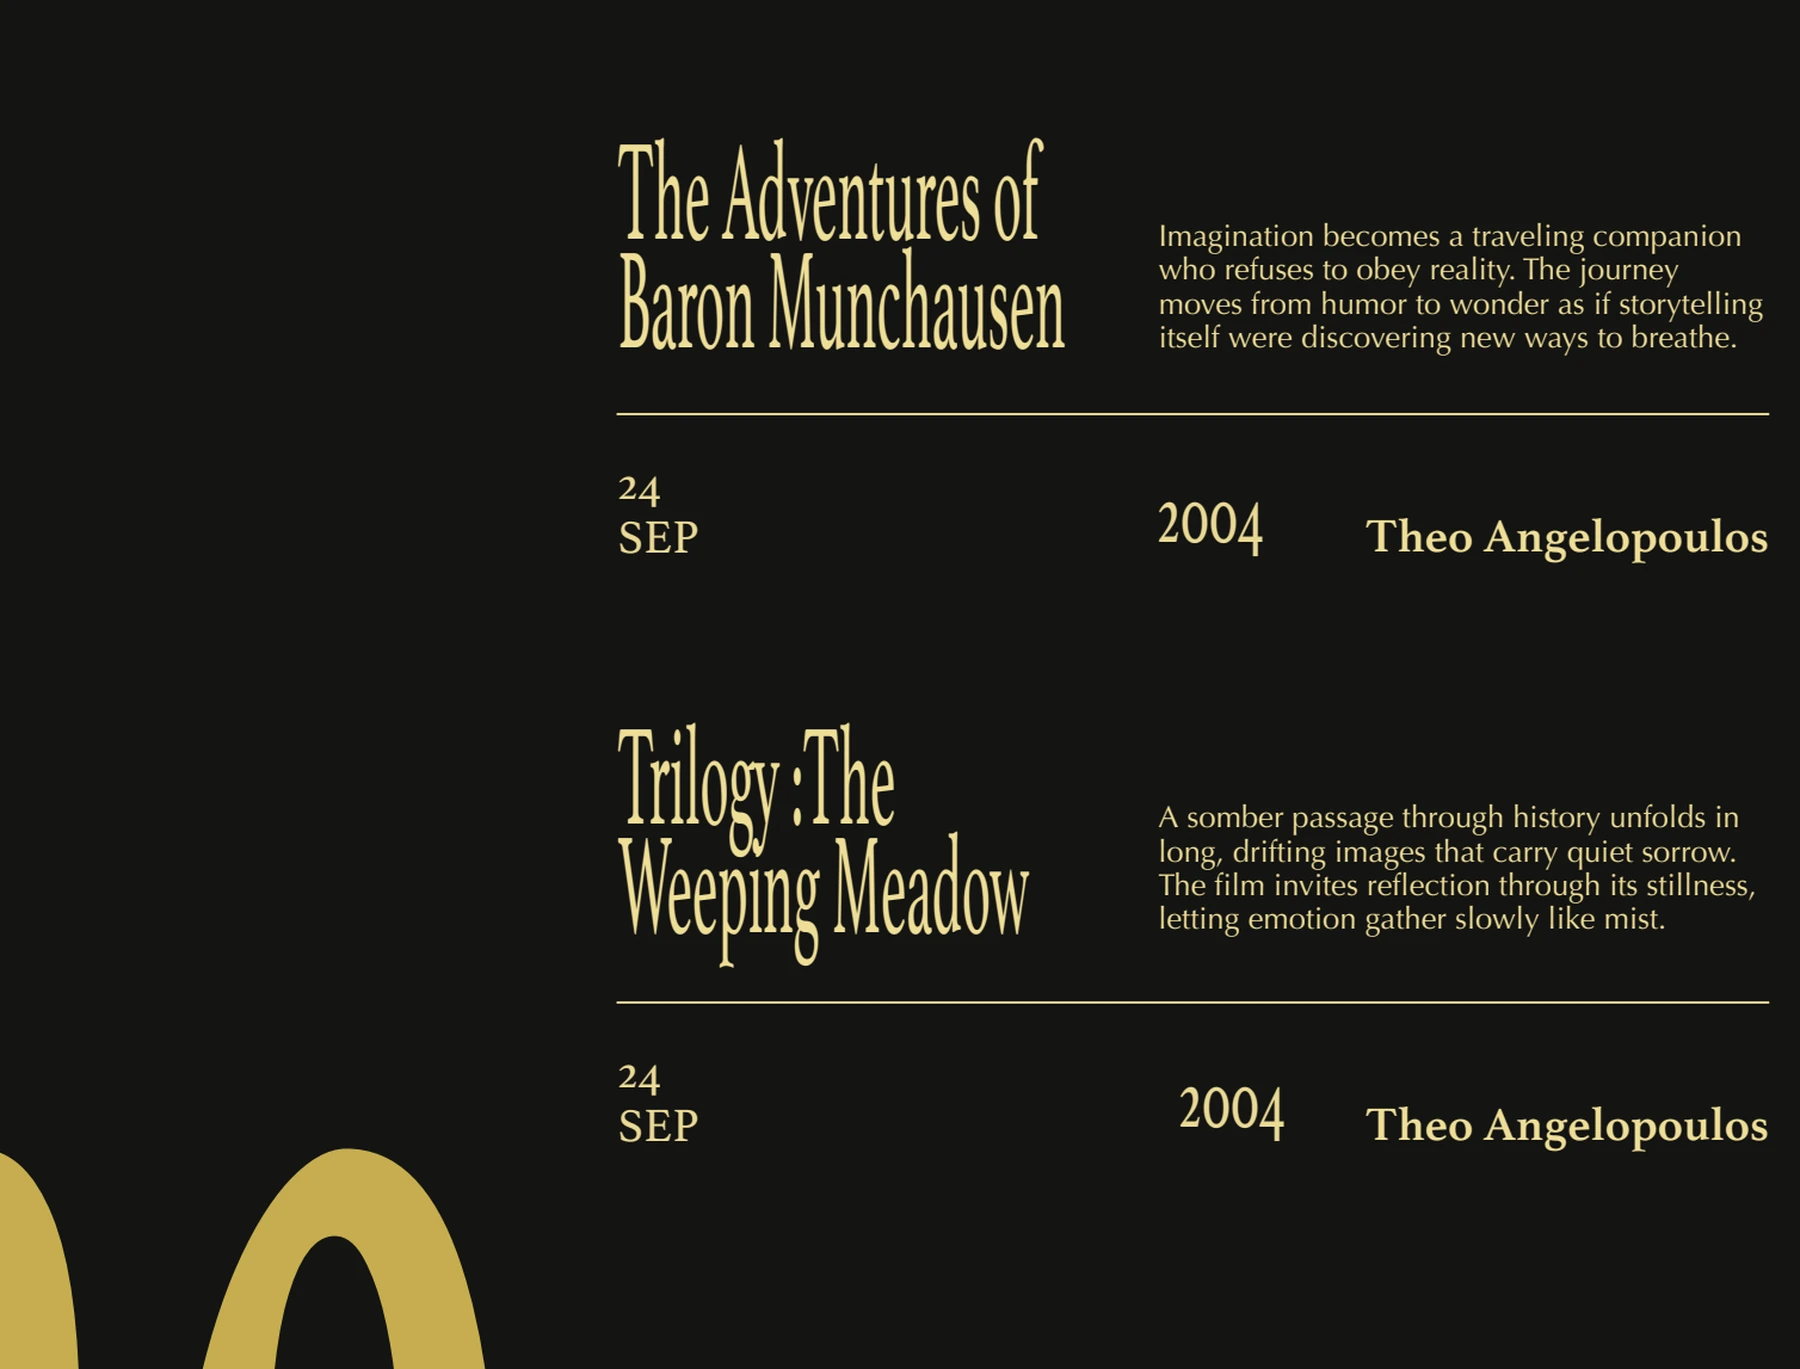 The Adventures of
Baron Munchausen
Imagination becomes a traveling companion
who refuses to obey reality. The journey
moves from humor to wonder as if storytelling
itself were discovering new ways to breathe.
24
SEP
2004
Theo Angelopoulos
Trilogy :The
Weeping Meadow
A somber passage through history unfolds in
long, drifting images that carry quiet sorrow.
The film invites reflection through its stillness,
letting emotion gather slowly like mist.
24
SEP
2004
Theo Angelopoulos